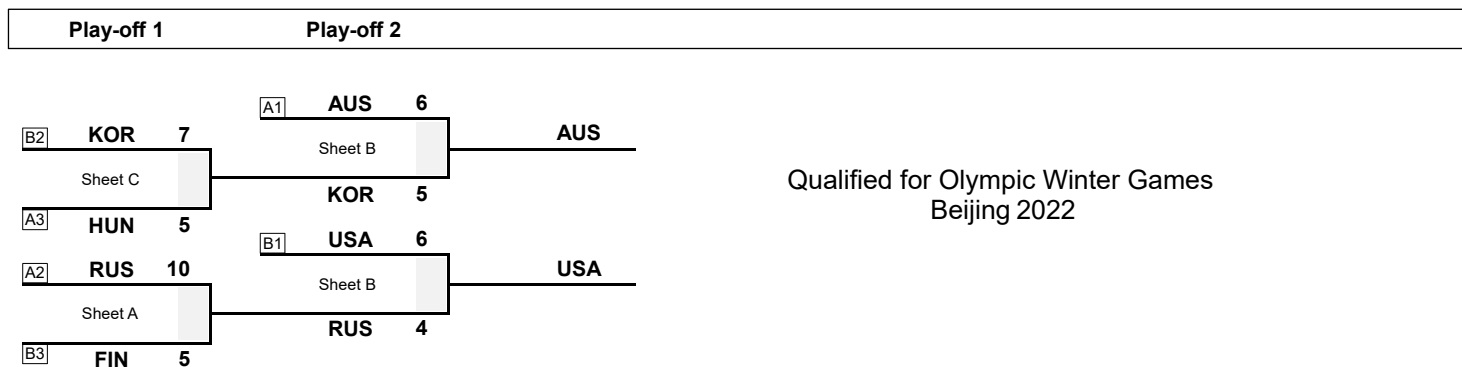 Play-off 1 Play-off 2
A1 AUS 6
B2 KOR 7 Sheet B AUS
Sheet C
KOR 5
A3 HUN 5
B1 USA 6
A2 RUS 10 Sheet B USA
Sheet A
RUS 4
B3 FIN 5
Qualified for Olympic Winter Games
Beijing 2022